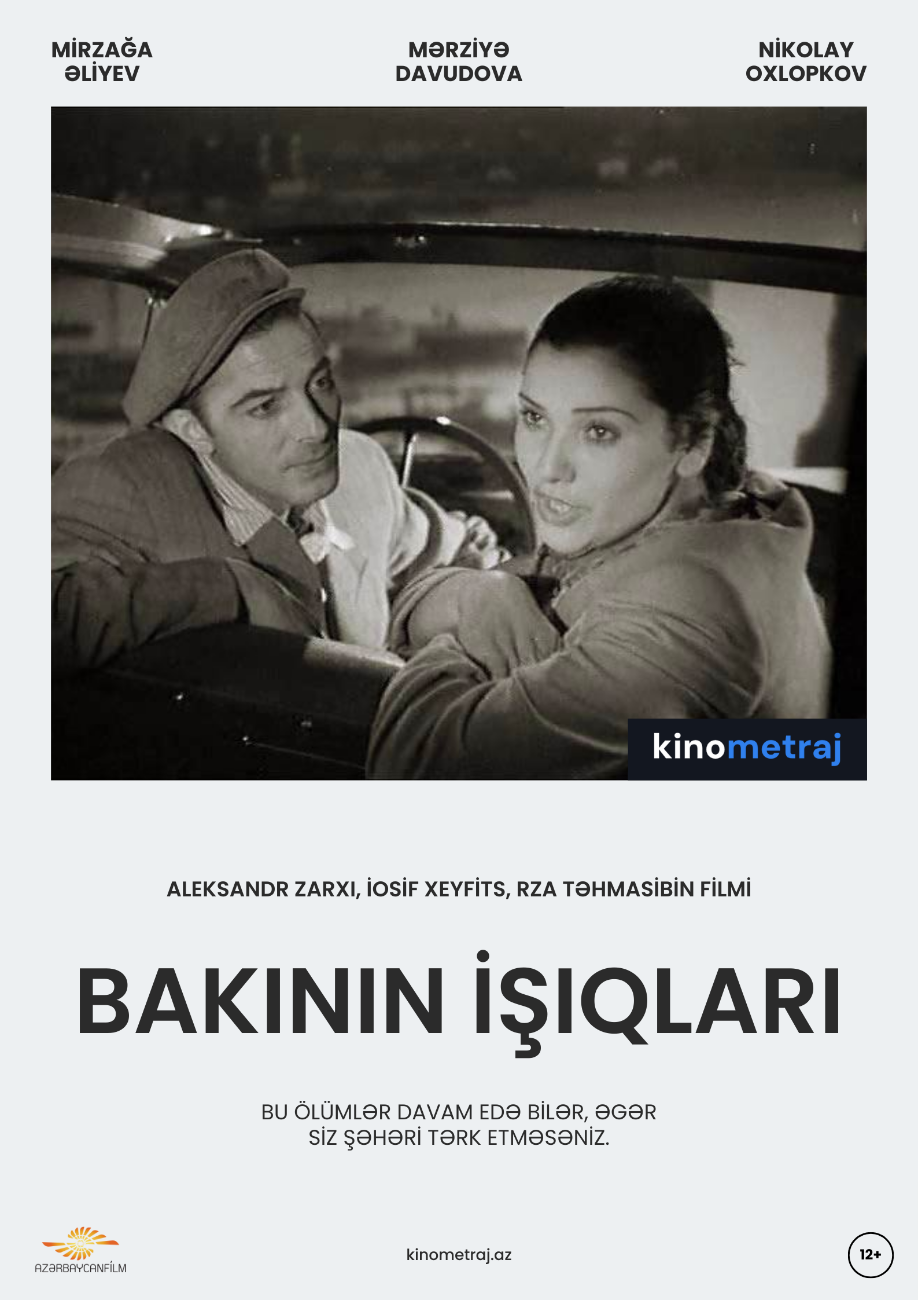 MİRZAĞA
ƏLİYEV
MƏRZİYƏ
DAVUDOVA
NİKOLAY
OXLOPKOV
kinometraj
ALEKSANDR ZARXI, İOSİF XEYFİTS, RZA TƏHMASİBİN FİLMİ
BAKININ İŞIQLARI
BU ÖLÜMLƏR DAVAM EDƏ BİLƏR, ƏGƏR
SİZ ŞƏHƏRİ TƏRK ETMƏSƏNİZ.
AZƏRBAYCANFİLM
kinometraj.az
12+